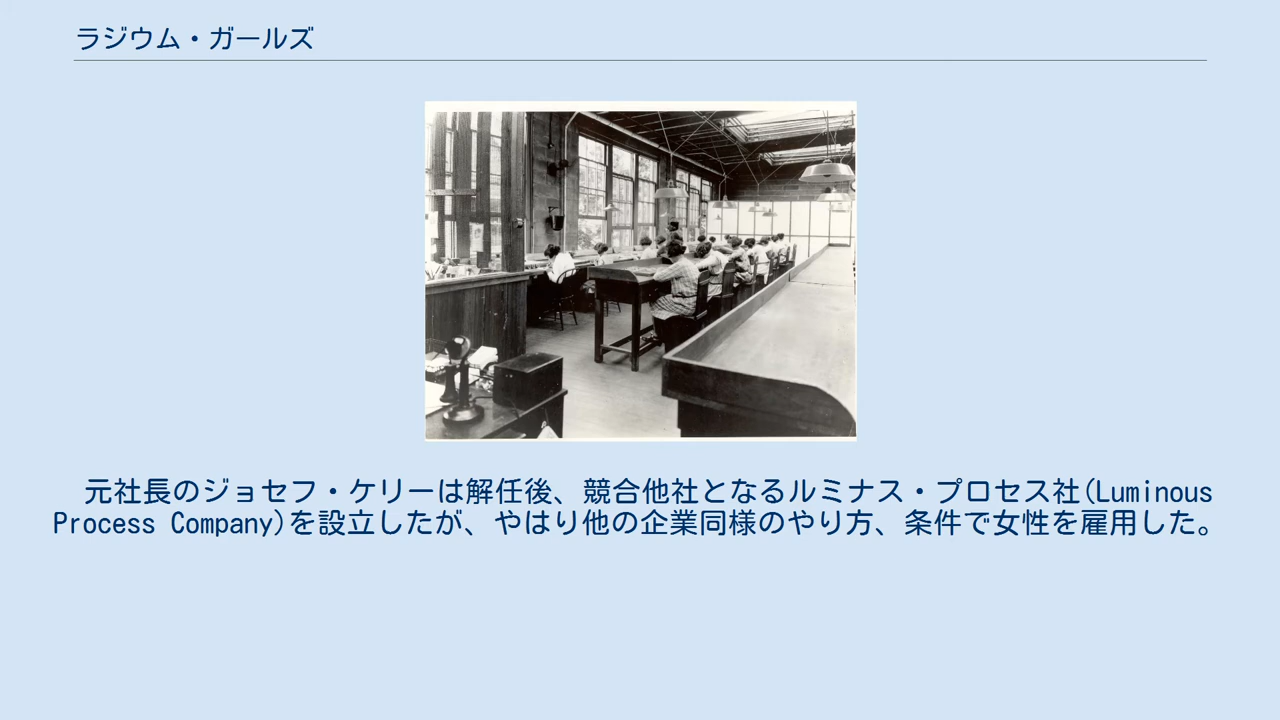 ラジウム・ガールズ
元社長のジョセフ・ケリーは解任後、競合他社となるルミナス・プロセス社(Luminous
Process Company)を設立したが、やはり他の企業同様のやり方、条件で女性を雇用した。